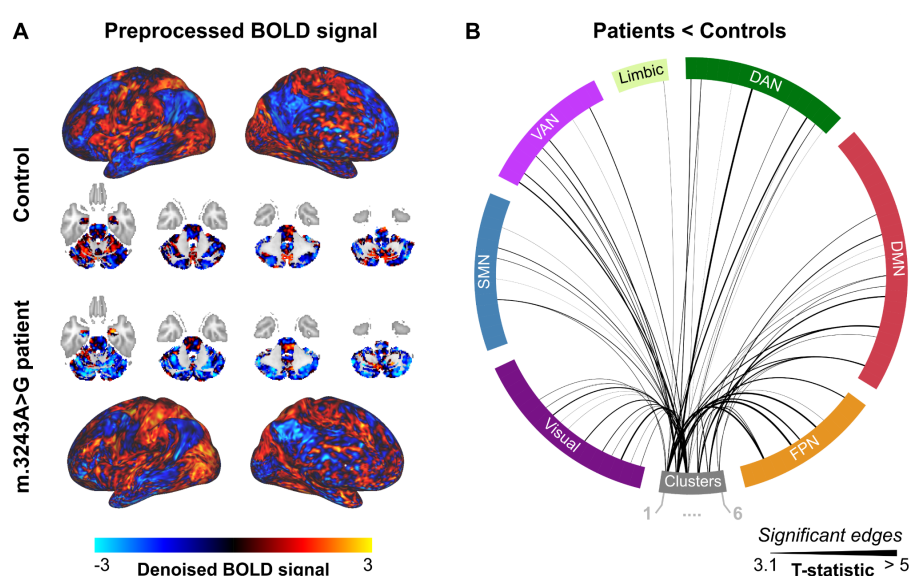 A
Preprocessed BOLD signal
Control
m.3243A>G patient
-3
3
Denoised BOLD signal
B
Patients < Controls
Limbic
DAN
VAN
DMN
SMN
Visual
FPN
Clusters
1 .... 6
Significant edges
3.1
> 5
T-statistic